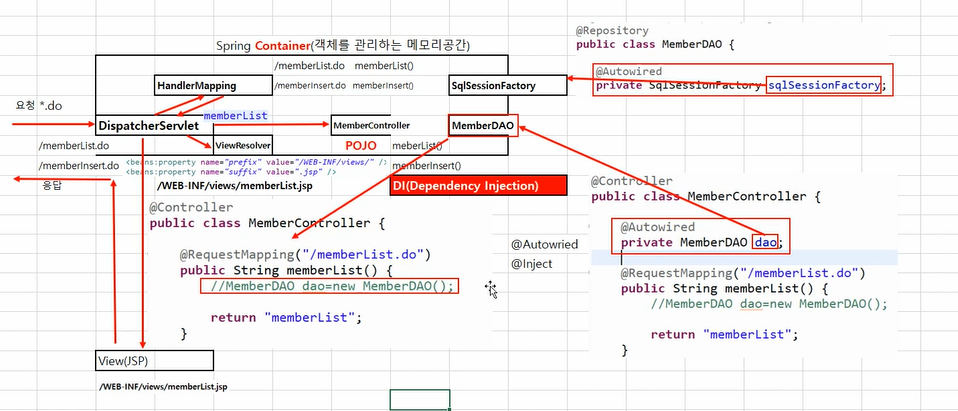 Spring Container(객체를 관리하는 메모리공간)
/memberList.do memberList()
HandlerMapping
/memberInsert.do memberInsert()
SqlSessionFactory
@Repository
public class MemberDAO {
@Autowired
private SqlSessionFactory sqlSessionFactory;
요청 *.do
memberList
DispatcherServlet
MemberController
MemberDAO
/memberList.do
ViewResolver
POJO
meberList()
/memberInsert.do
<beans:property name="prefix" value="/WEB-INF/views/" />
<beans:property name="suffix" value=".jsp" />
memberInsert()
응답
/WEB-INF/views/memberList.jsp
DI(Dependency Injection)
@Controller
public class MemberController {
@RequestMapping("/memberList.do")
public String memberList() {
//MemberDAO dao=new MemberDAO();
return "memberList";
}
@Autowried
@Inject
@Controller
public class MemberController {
@Autowired
private MemberDAO dao;
@RequestMapping("/memberList.do")
public String memberList() {
//MemberDAO dao=new MemberDAO();
return "memberList";
}
View(JSP)
/WEB-INF/views/memberList.jsp